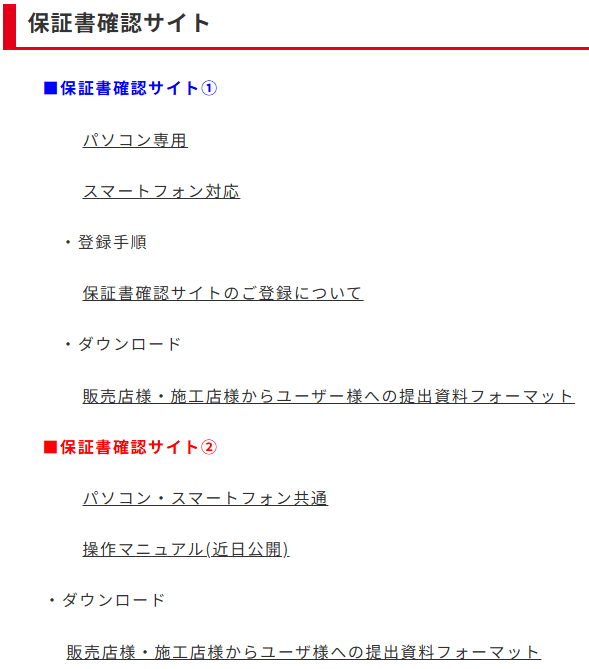 保証書確認サイト
■保証書確認サイト①
パソコン専用
スマートフォン対応
・登録手順
保証書確認サイトのご登録について
・ダウンロード
販売店様・施工店様からユーザー様への提出資料フォーマット
■保証書確認サイト②
パソコン・スマートフォン共通
操作マニュアル(近日公開)
・ダウンロード
販売店様・施工店様からユーザ様への提出資料フォーマット